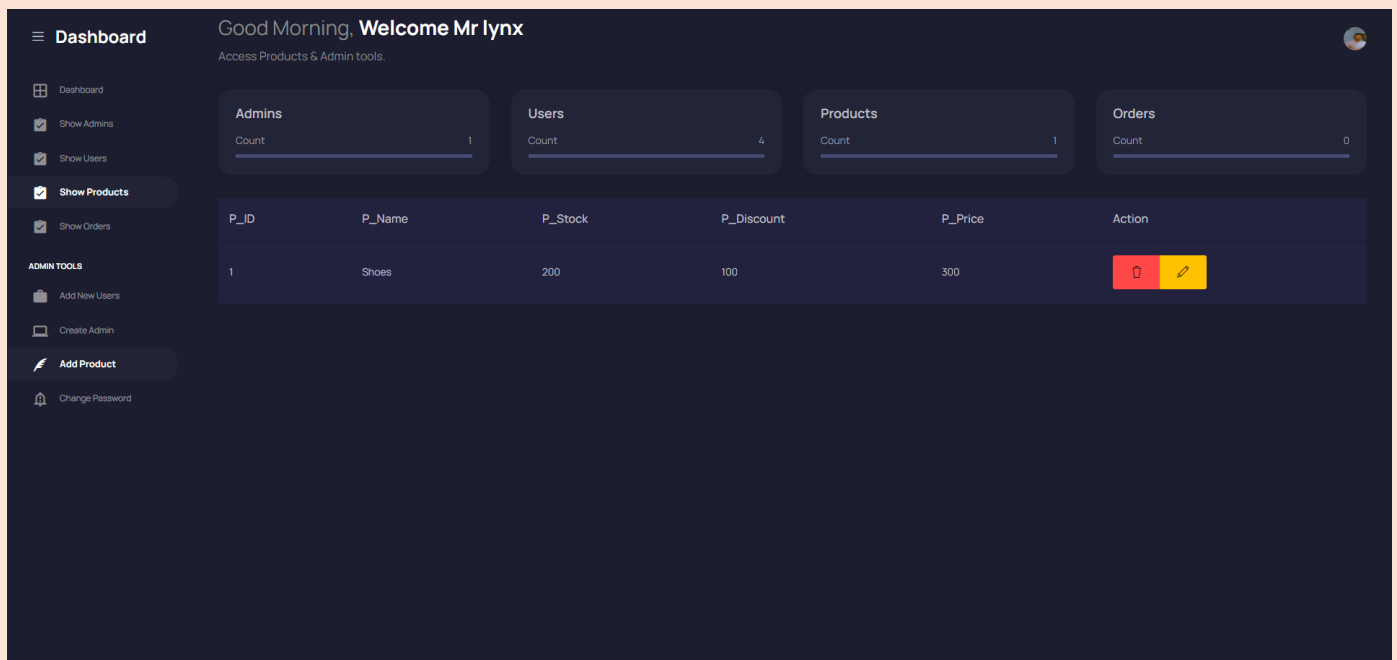 Dashboard
Good Morning, Welcome Mr lynx
Access Products & Admin tools.
Dashboard
Show Admins
Show Users
Show Products
Show Orders
ADMIN TOOLS
Add New Users
Create Admin
Add Product
Change Password
Admins
Count 1
Users
Count 4
Products
Count 1
Orders
Count 0
P_ID P_Name P_Stock P_Discount P_Price Action
1 Shoes 200 100 300